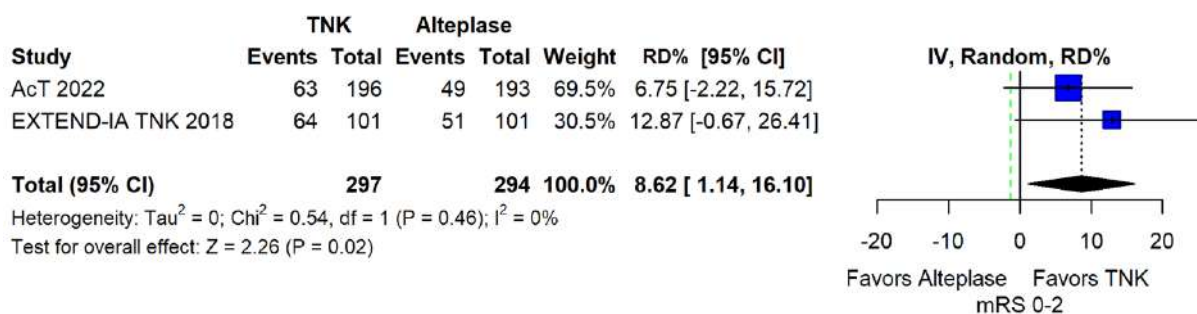 TNK Alteplase
Study Events Total Events Total Weight RD% [95% CI] IV, Random, RD%
AcT 2022 63 196 49 193 69.5% 6.75 [-2.22, 15.72]
EXTEND-IA TNK 2018 64 101 51 101 30.5% 12.87 [-0.67, 26.41]
Total (95% CI) 297 294 100.0% 8.62 [ 1.14, 16.10]
Heterogeneity: Tau² = 0; Chi² = 0.54, df = 1 (P = 0.46); I² = 0%
Test for overall effect: Z = 2.26 (P = 0.02)
-20 -10 0 10 20
Favors Alteplase Favors TNK
mRS 0-2